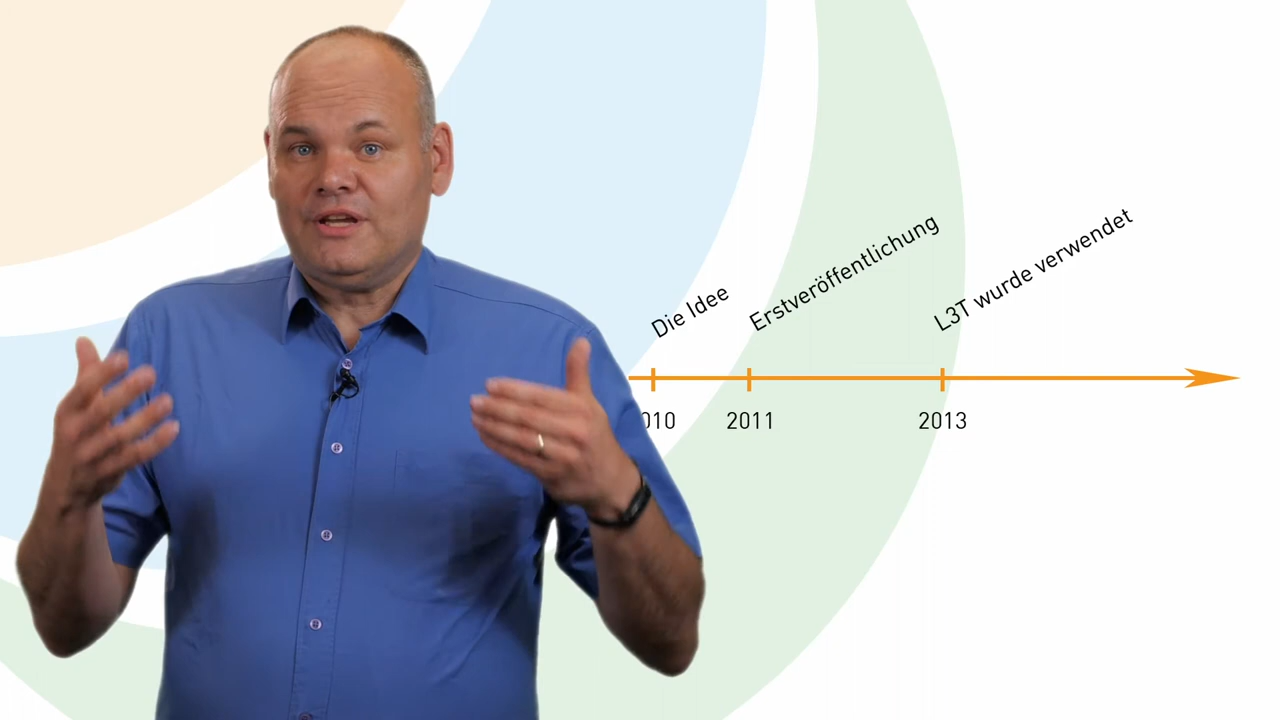 Die Idee
Erstveröffentlichung
L3T wurde verwendet
010
2011
2013